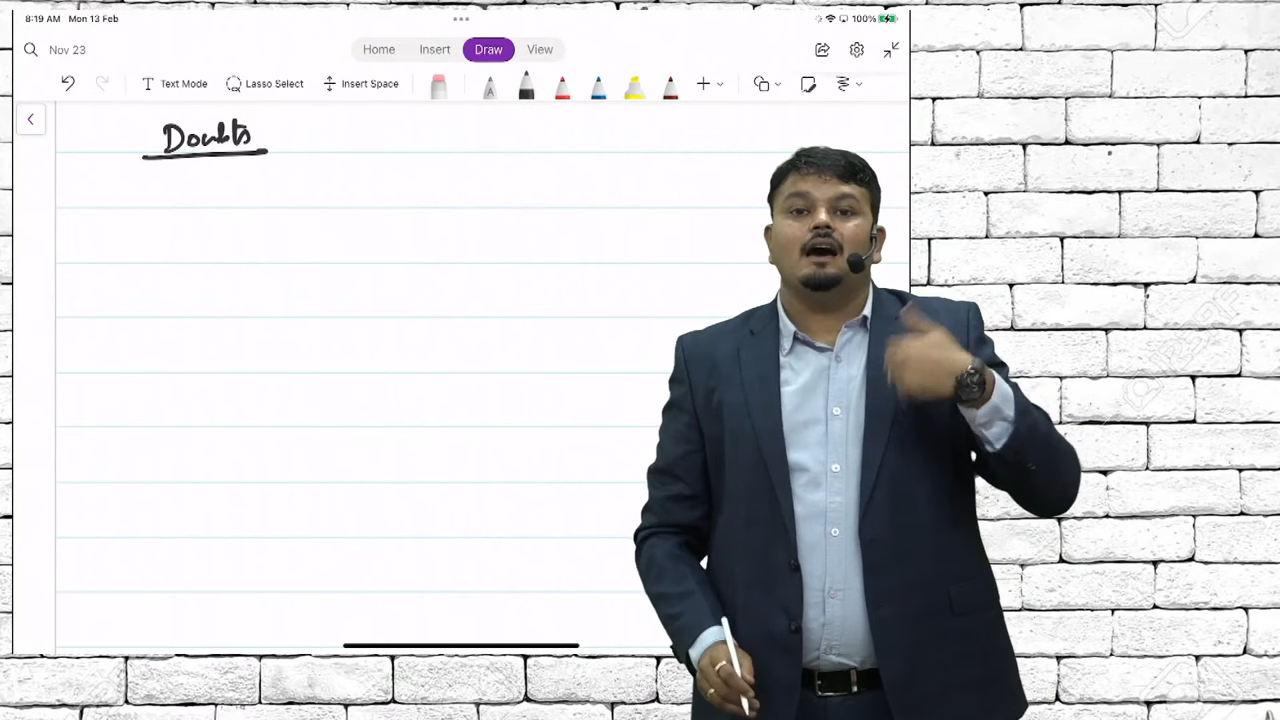 8:19 AM Mon 13 Feb
100%
Nov 23
Home Insert Draw View
Text Mode Lasso Select Insert Space
Doubts